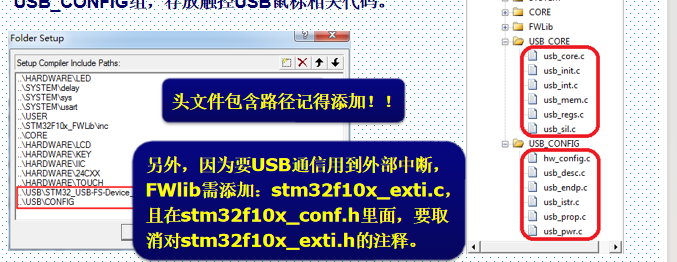 USB_CONFIG组，存放触控USB鼠标相关代码。
Folder Setup
Setup Compiler Include Paths:
..\HARDWARE\LED
..\SYSTEM\delay
..\SYSTEM\sys
..\SYSTEM\usart
..\USER
..\STM32F10x_FWLib\inc
..\CORE
..\HARDWARE\LCD
..\HARDWARE\KEY
..\HARDWARE\IIC
..\HARDWARE\24CXX
..\HARDWARE\TOUCH
..\USB\STM32_USB-FS-Device_
..\USB\CONFIG
头文件包含路径记得添加！！
另外，因为要USB通信用到外部中断，
FWlib需添加：stm32f10x_exti.c，
且在stm32f10x_conf.h里面，要取
消对stm32f10x_exti.h的注释。
CORE
FWLib
USB_CORE
usb_core.c
usb_init.c
usb_int.c
usb_mem.c
usb_regs.c
usb_sil.c
USB_CONFIG
hw_config.c
usb_desc.c
usb_endp.c
usb_istr.c
usb_prop.c
usb_pwr.c